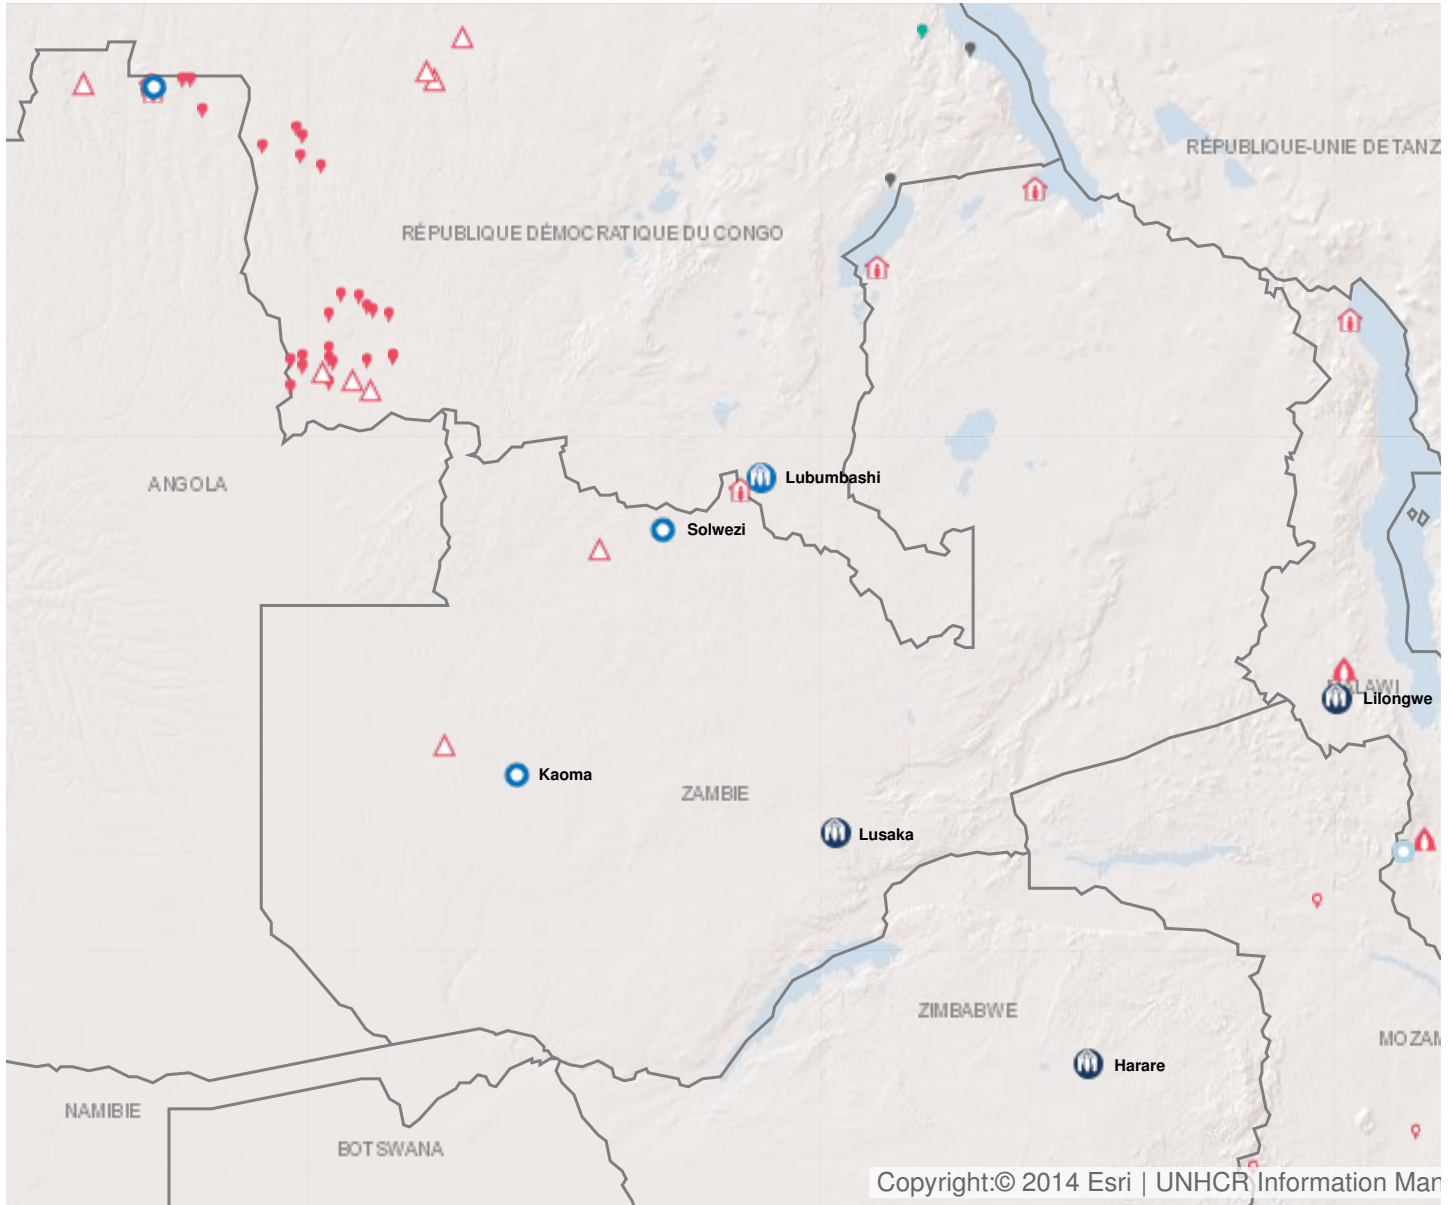 RÉPUBLIQUE-UNIE DE TANZ
RÉPUBLIQUE DÉMOCRATIQUE DU CONGO
ANGOLA
Lubumbashi
Solwezi
MALAWI
Lilongwe
Kaoma
ZAMBIE
Lusaka
ZIMBABWE
MOZAM
Harare
NAMIBIE
BOTSWANA
Copyright:© 2014 Esri | UNHCR Information Man